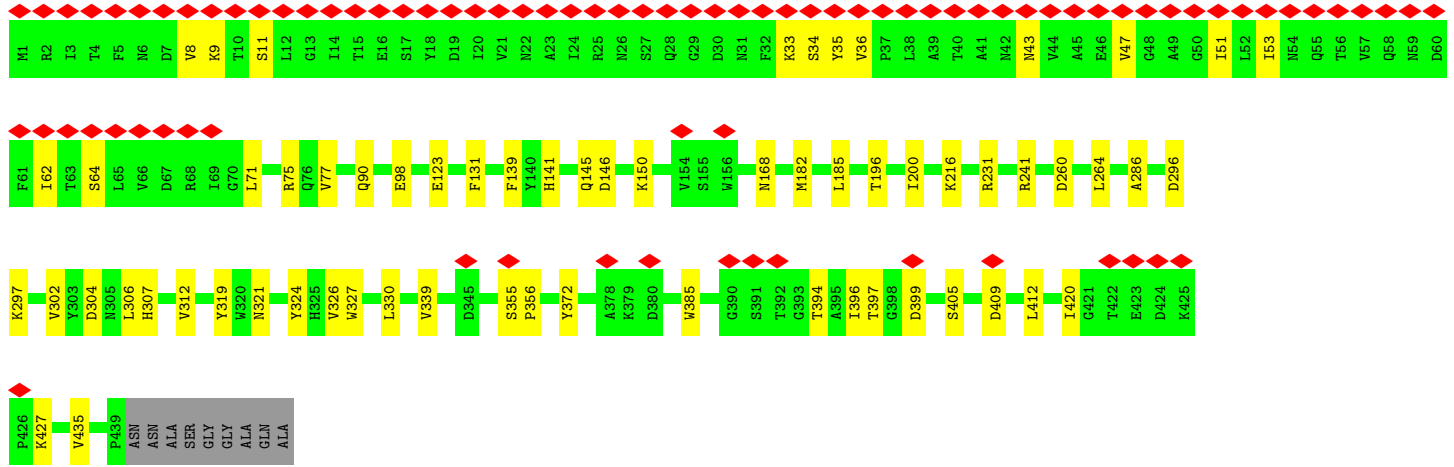 M1 R2 I3 T4 F5 N6 D7 V8 K9 T10 S11 L12 G13 I14 T15 E16 S17 Y18 D19 I20 V21 N22 A23 I24 R25 N26 S27 Q28 G29 D30 N31 F32 K33 S34 Y35 V36 P37 L38 A39 T40 A41 N42 N43 V44 A45 E46 V47 G48 A49 G50 I51 L52 I53 N54 Q55 T56 V57 Q58 N59 D60
F61 I62 T63 S64 L65 V66 D67 R68 I69 G70 L71 R75 Q76 V77 Q90 E98 E123 F131 F139 Y140 H141 Q145 D146 K150 V154 S155 W156 N168 M182 L185 T196 I200 K216 R231 R241 D260 L264 A286 D296
K297 V302 Y303 D304 N305 L306 H307 V312 Y319 W320 N321 Y324 H325 V326 W327 L330 V339 D345 S355 P356 Y372 A378 K379 D380 W385 G390 S391 T392 G393 T394 A395 I396 T397 G398 D399 S405 D409 L412 I420 G421 T422 E423 D424 K425
P426 K427 V435 P439 ASN ASN ALA SER GLY GLY ALA GLN ALA